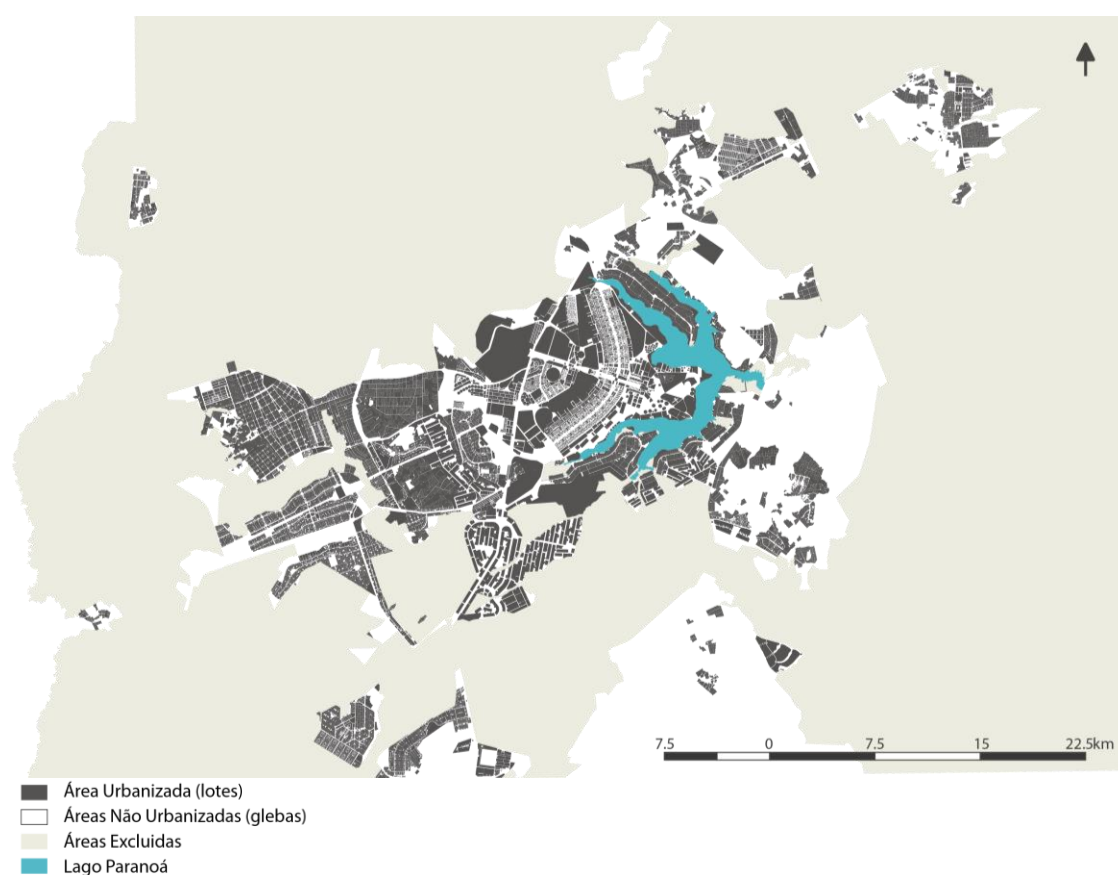 7.5 0 7.5 15 22.5km
Área Urbanizada (lotes)
Áreas Não Urbanizadas (glebas)
Áreas Excluidas
Lago Paranoá